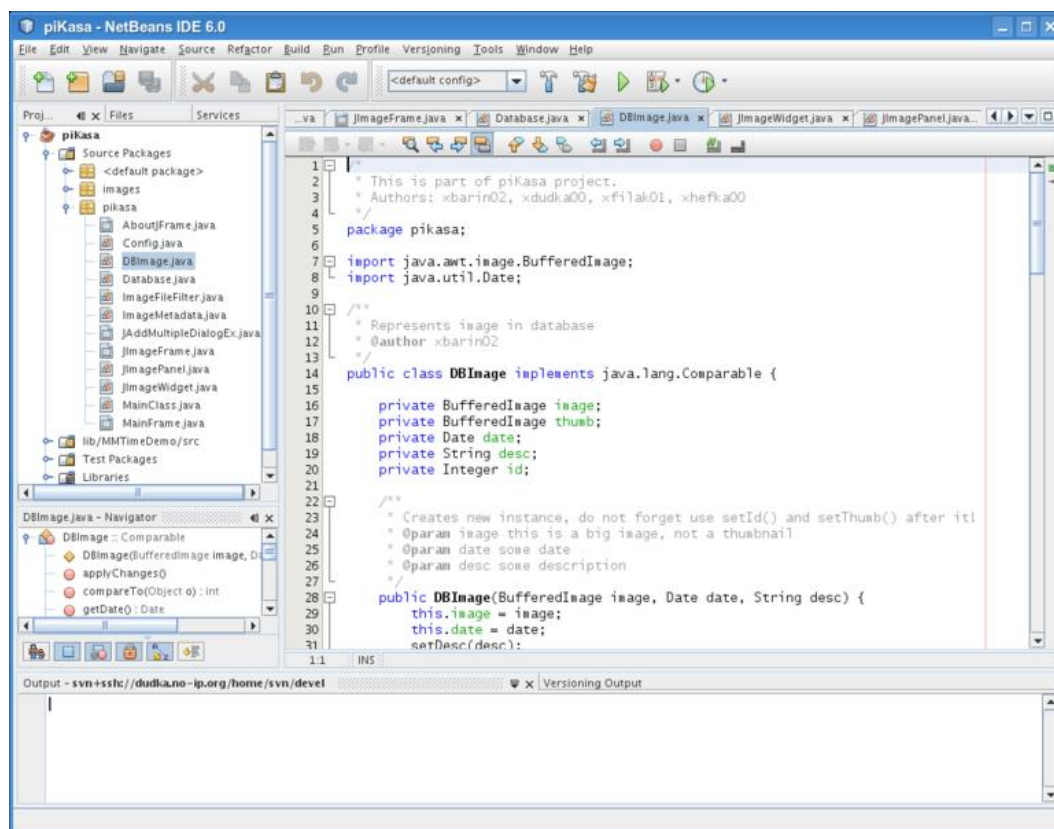 piKasa - NetBeans IDE 6.0
File Edit View Navigate Source Refactor Build Run Profile Versioning Tools Window Help
<default config>
Proj... Files Services
...va JImageFrame.java Database.java DBImage.java JImageWidget.java JImagePanel.java...
piKasa
Source Packages
<default package>
images
pikasa
AboutJFrame.java
Config.java
DBImage.java
Database.java
ImageFileFilter.java
ImageMetadata.java
JAddMultipleDialogEx.java
JImageFrame.java
JImagePanel.java
JImageWidget.java
MainClass.java
MainFrame.java
lib/MMTimeDemo/src
Test Packages
Libraries
DBImage.java - Navigator
DBImage :: Comparable
DBImage(BufferedImage image, Da
applyChanges()
compareTo(Object o) : int
getDate() : Date
1 /*
2 * This is part of piKasa project.
3 * Authors: xbarin02, xdudka00, xfilak01, xhefka00
4 */
5 package pikasa;
6
7 import java.awt.image.BufferedImage;
8 import java.util.Date;
9
10 /**
11 * Represents image in database
12 * @author xbarin02
13 */
14 public class DBImage implements java.lang.Comparable {
15
16 private BufferedImage image;
17 private BufferedImage thumb;
18 private Date date;
19 private String desc;
20 private Integer id;
21
22 /**
23 * Creates new instance, do not forget use setId() and setThumb() after it!
24 * @param image this is a big image, not a thumbnail
25 * @param date some date
26 * @param desc some description
27 */
28 public DBImage(BufferedImage image, Date date, String desc) {
29 this.image = image;
30 this.date = date;
31 setDesc(desc);
1:1 INS
Output - svn+ssh://dudka.no-ip.org/home/svn/devel Versioning Output